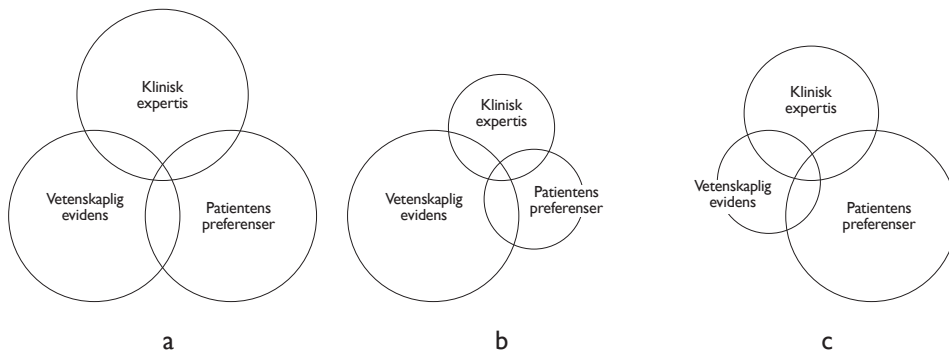 Klinisk
expertis
Vetenskaplig
evidens
Patientens
preferenser
a
Klinisk
expertis
Vetenskaplig
evidens
Patientens
preferenser
b
Klinisk
expertis
Vetenskaplig
evidens
Patientens
preferenser
c